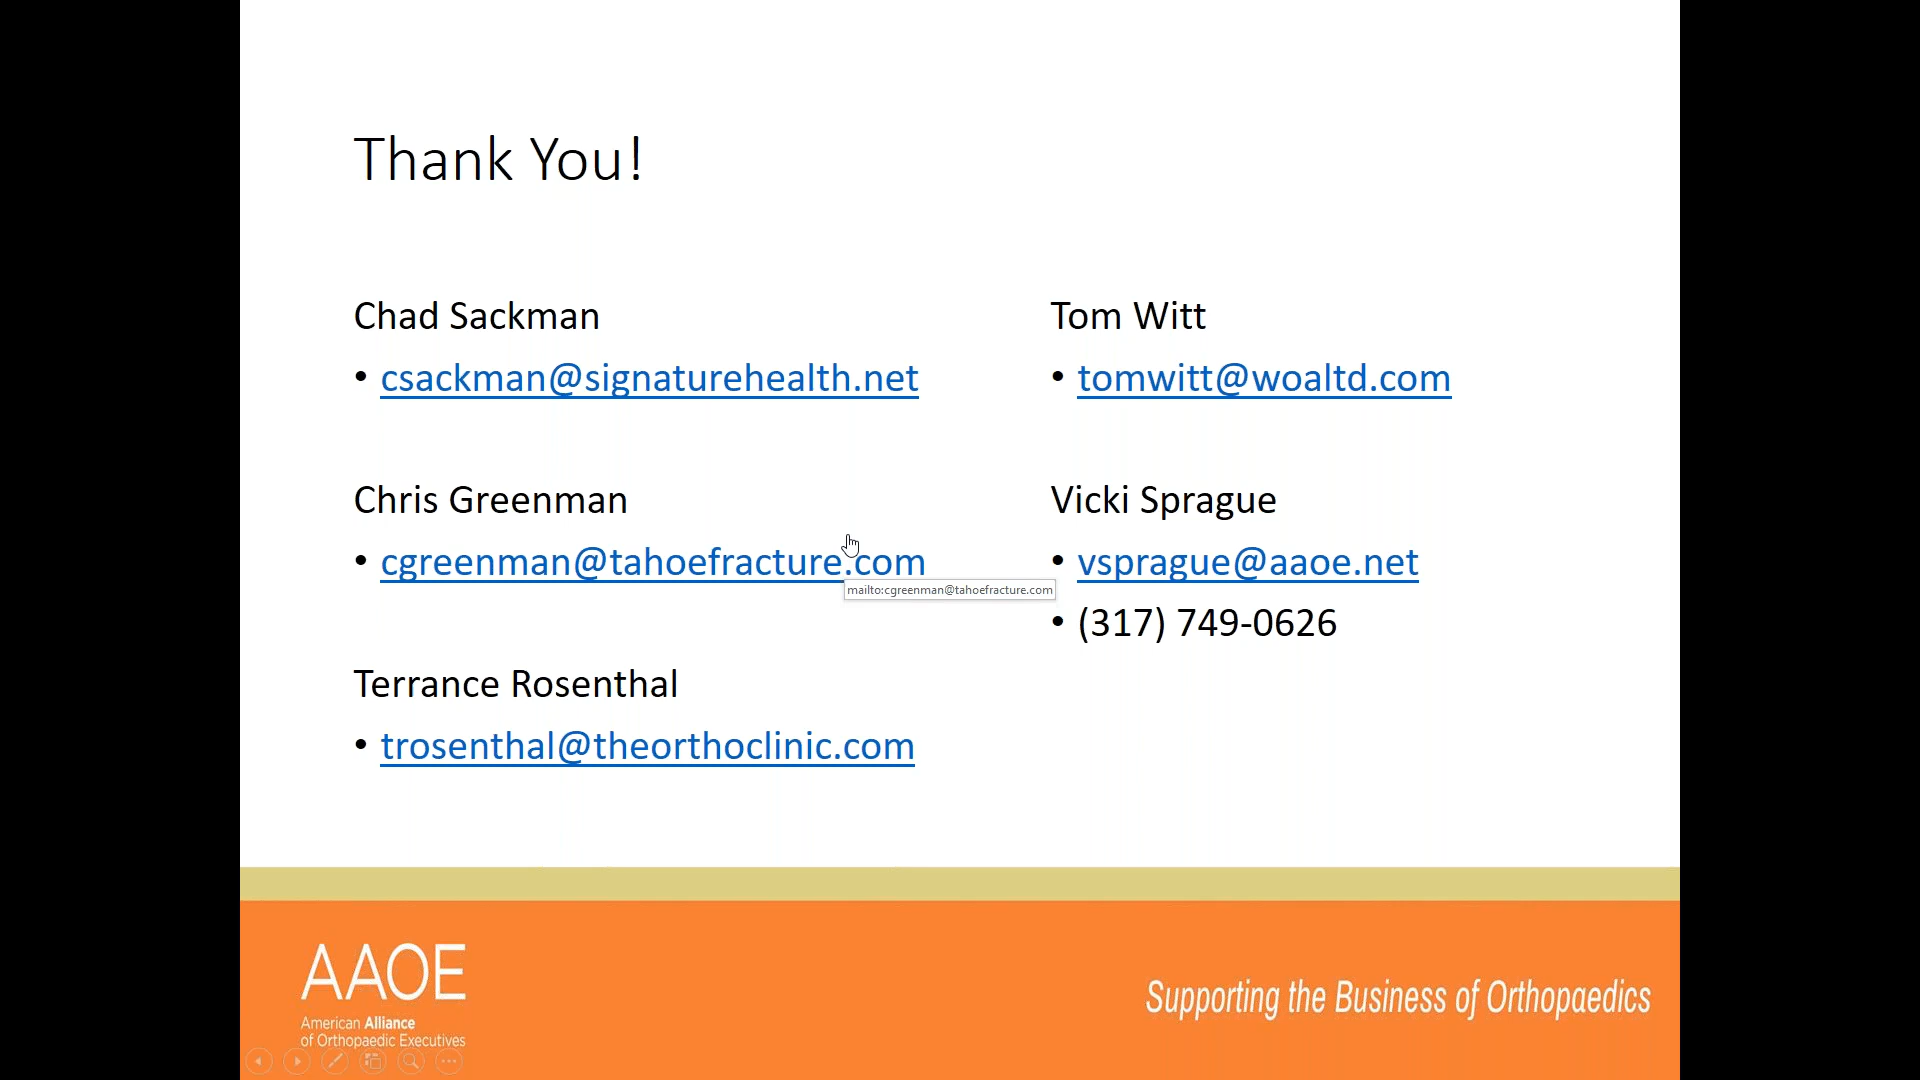 Thank You!
Chad Sackman
• csackman@signaturehealth.net
Chris Greenman
• cgreenman@tahoefracture.com
mailto:cgreenman@tahoefracture.com
Terrance Rosenthal
• trosenthal@theorthoclinic.com
Tom Witt
• tomwitt@woaltd.com
Vicki Sprague
• vsprague@aaoe.net
• (317) 749-0626
AAOE
American Alliance
of Orthopaedic Executives
Supporting the Business of Orthopaedics